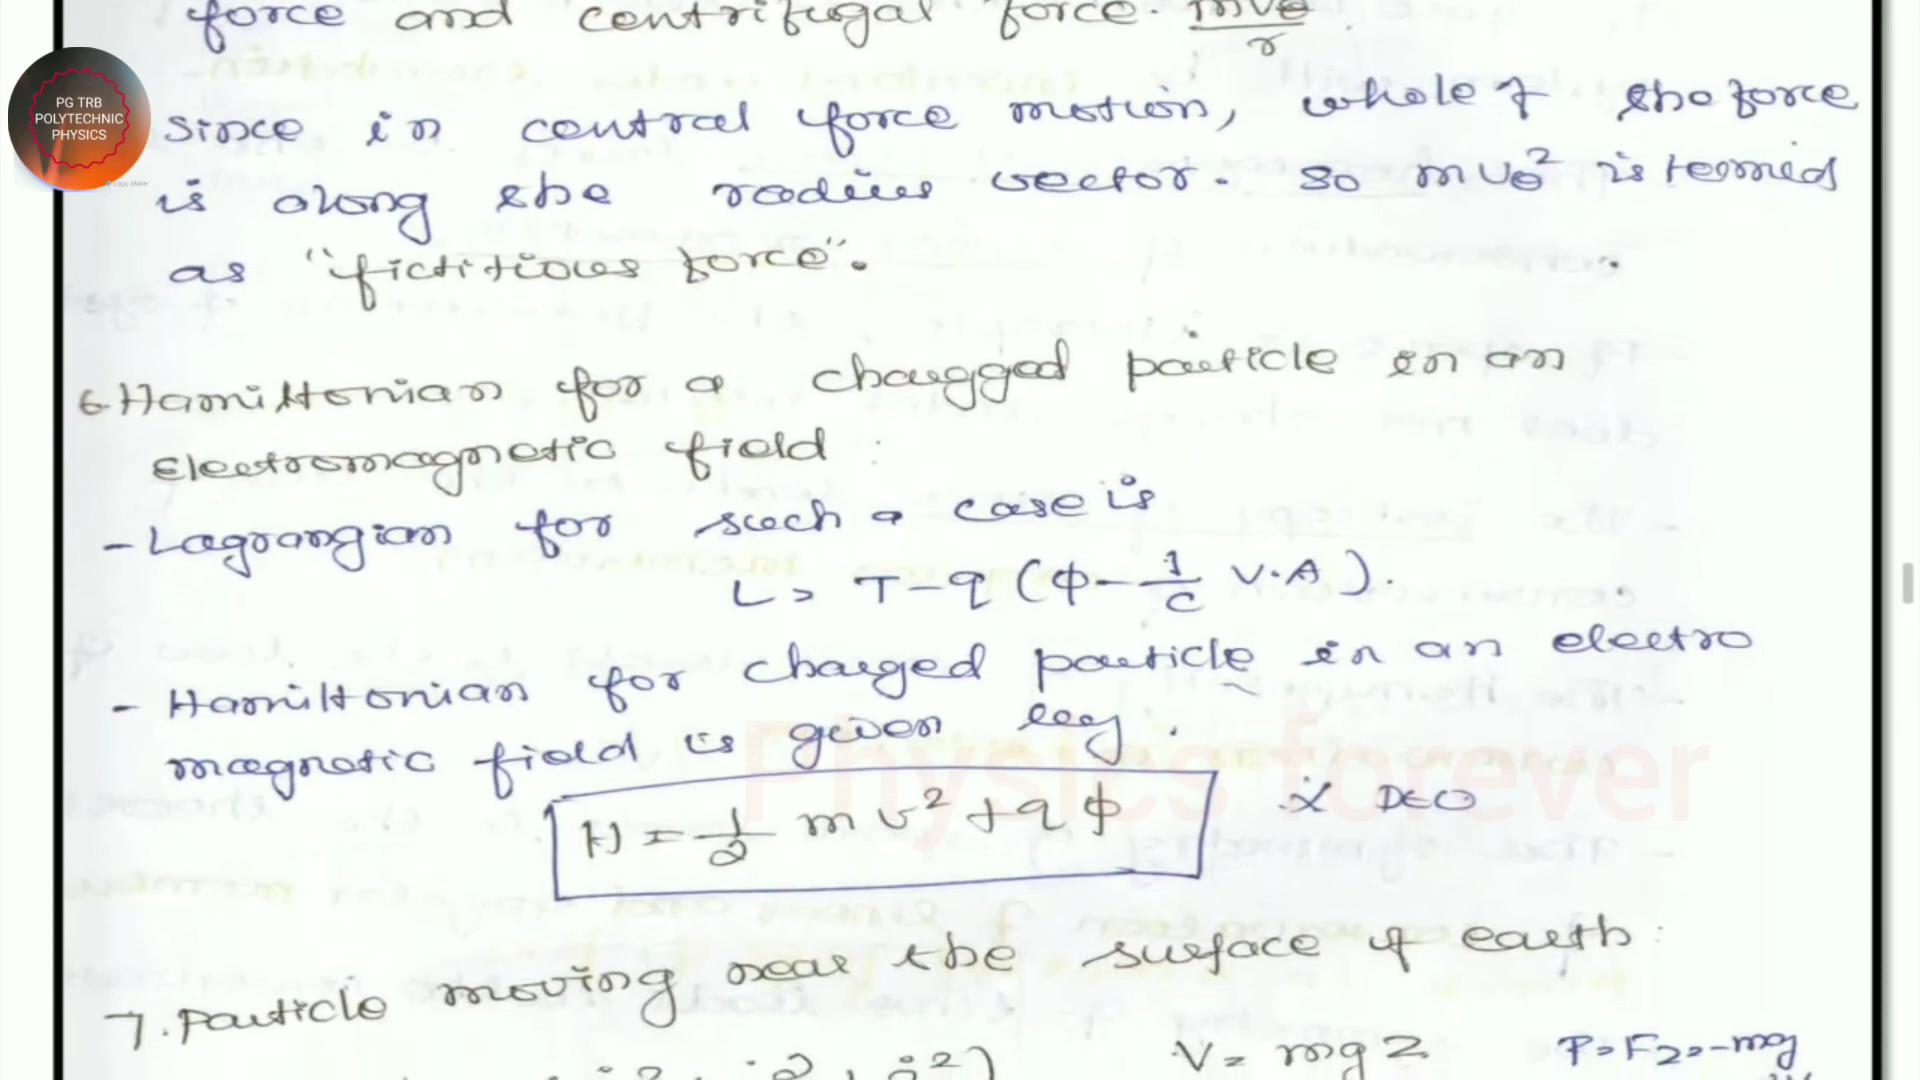 force and centrifugal force. mvθ/r.
PG TRB
POLYTECHNIC
PHYSICS
since in central force motion, whole of the force
is along the radius vector. so mvθ² is termed
as "fictitious force".
6. Hamiltonian for a chargged particle in an
Electromagnetic field :
- Lagrangian for such a case is
L = T - q (ϕ - 1/c V·A).
- Hamiltonian for charged particle in an electro
magnetic field is given by.
Physics forever
H = 1/2 mv² + qϕ
7. Particle moving near the surface of earth :
V = mgz